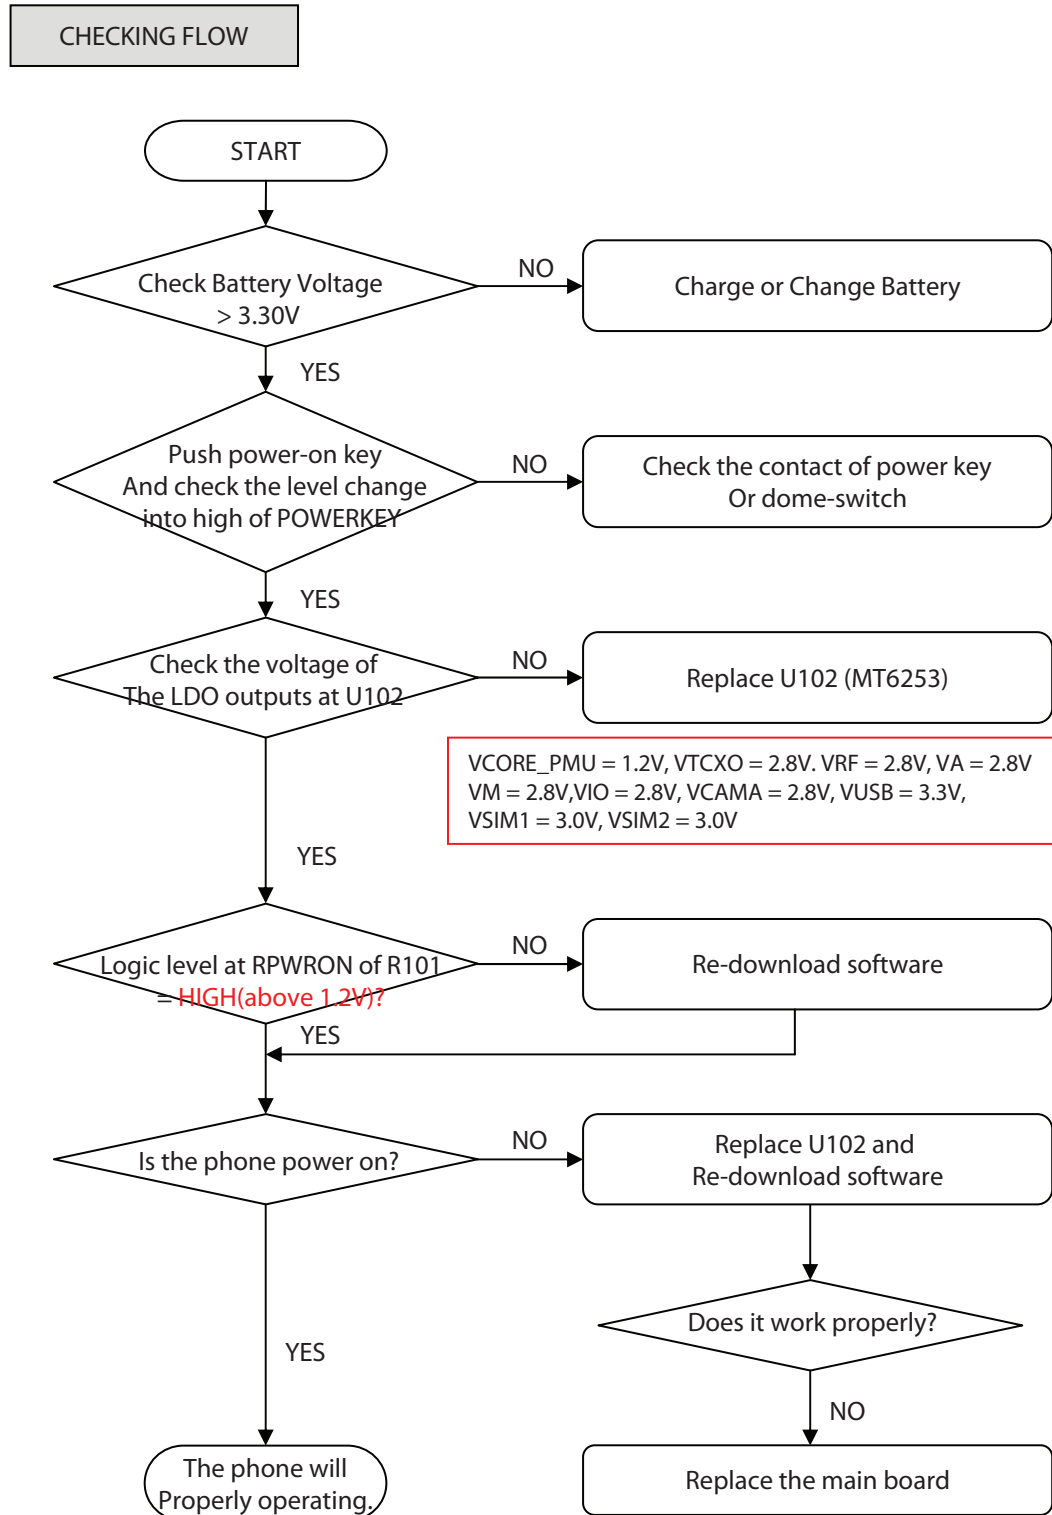 CHECKING FLOW
START
Check Battery Voltage
> 3.30V
NO
Charge or Change Battery
YES
Push power-on key
And check the level change
into high of POWERKEY
NO
Check the contact of power key
Or dome-switch
YES
Check the voltage of
The LDO outputs at U102
NO
Replace U102 (MT6253)
VCORE_PMU = 1.2V, VTCXO = 2.8V. VRF = 2.8V, VA = 2.8V
VM = 2.8V,VIO = 2.8V, VCAMA = 2.8V, VUSB = 3.3V,
VSIM1 = 3.0V, VSIM2 = 3.0V
YES
Logic level at RPWRON of R101
= HIGH(above 1.2V)?
NO
Re-download software
YES
Is the phone power on?
NO
Replace U102 and
Re-download software
Does it work properly?
YES
NO
The phone will
Properly operating.
Replace the main board